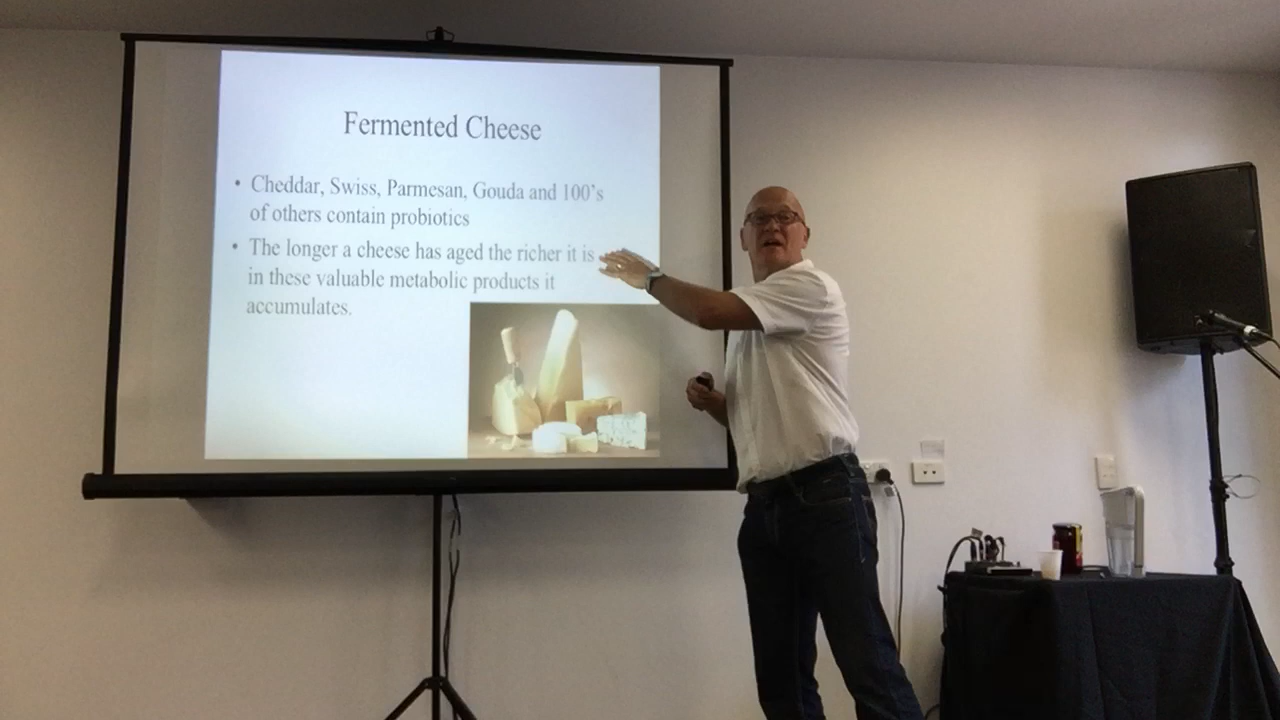 Fermented Cheese
• Cheddar, Swiss, Parmesan, Gouda and 100's
of others contain probiotics
• The longer a cheese has aged the richer it is
in these valuable metabolic products it
accumulates.